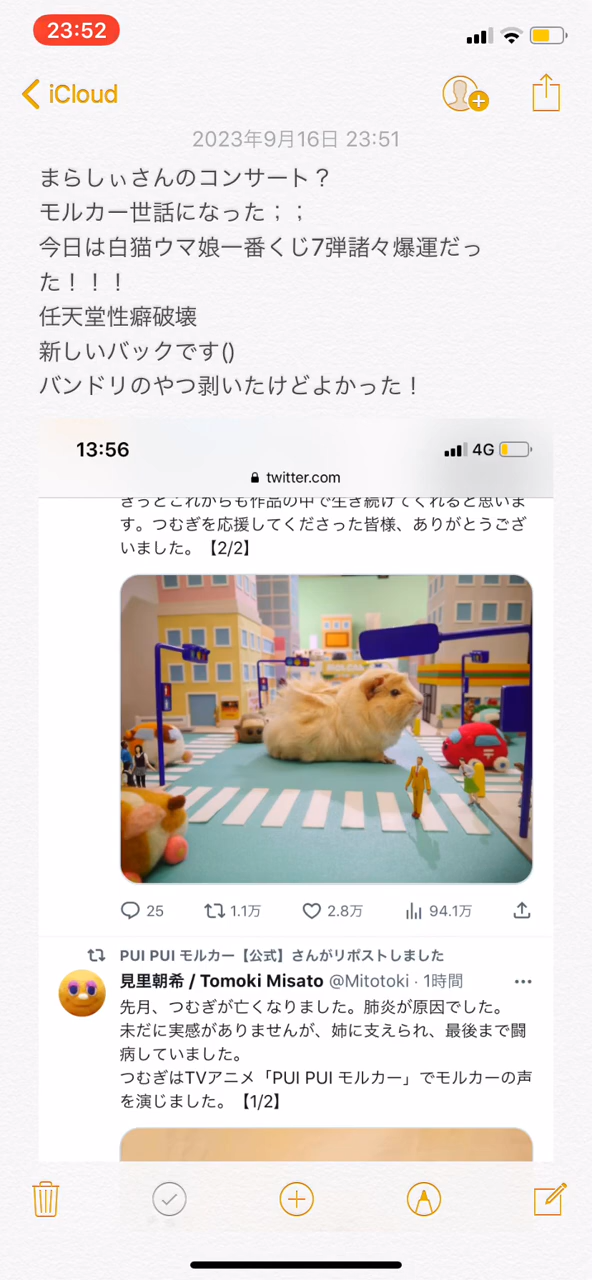 23:52
iCloud
2023年9月16日 23:51
まらしぃさんのコンサート？
モルカー世話になった；；
今日は白猫ウマ娘一番くじ7弾諸々爆運だっ
た！！！
任天堂性癖破壊
新しいバックです()
バンドリのやつ剥いたけどよかった！
13:56
4G
twitter.com
きっとこれからも作品の中で生き続けてくれると思いま
す。つむぎを応援してくださった皆様、ありがとうござ
いました。【2/2】
25 1.1万 2.8万 94.1万
PUI PUI モルカー【公式】さんがリポストしました
見里朝希 / Tomoki Misato @Mitotoki · 1時間
先月、つむぎが亡くなりました。肺炎が原因でした。
未だに実感がありませんが、姉に支えられ、最後まで闘
病していました。
つむぎはTVアニメ「PUI PUI モルカー」でモルカーの声
を演じました。【1/2】